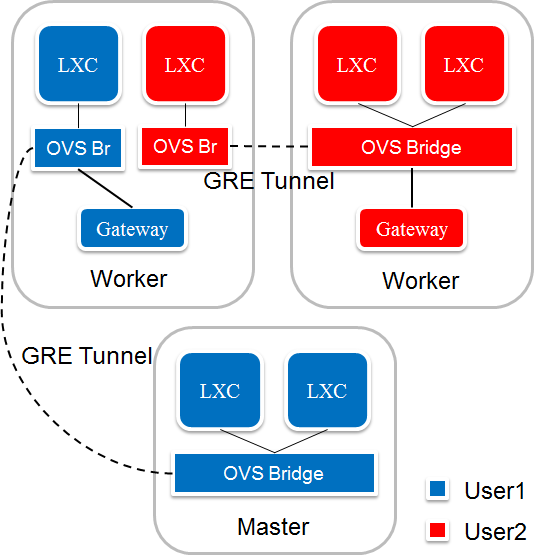 LXC
LXC
LXC
LXC
OVS Br
OVS Br
OVS Bridge
GRE Tunnel
Gateway
Gateway
Worker
Worker
GRE Tunnel
LXC
LXC
OVS Bridge
Master
User1
User2